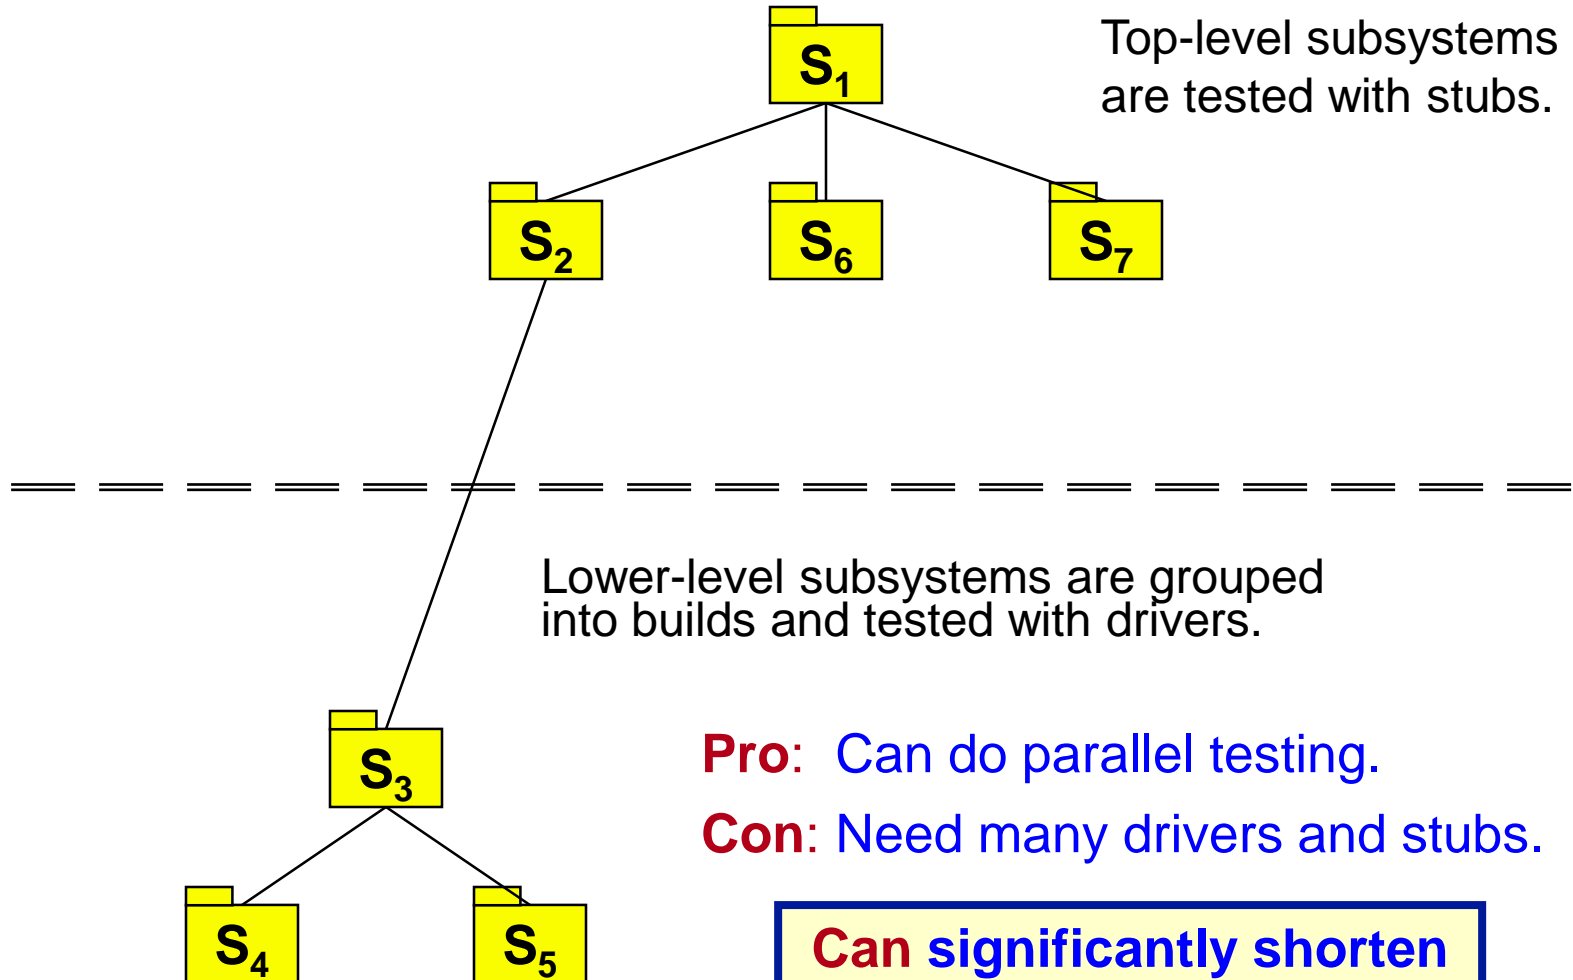 S₁
Top-level subsystems
are tested with stubs.
S₂
S₆
S₇
Lower-level subsystems are grouped
into builds and tested with drivers.
S₃
Pro: Can do parallel testing.
Con: Need many drivers and stubs.
S₄
S₅
Can significantly shorten